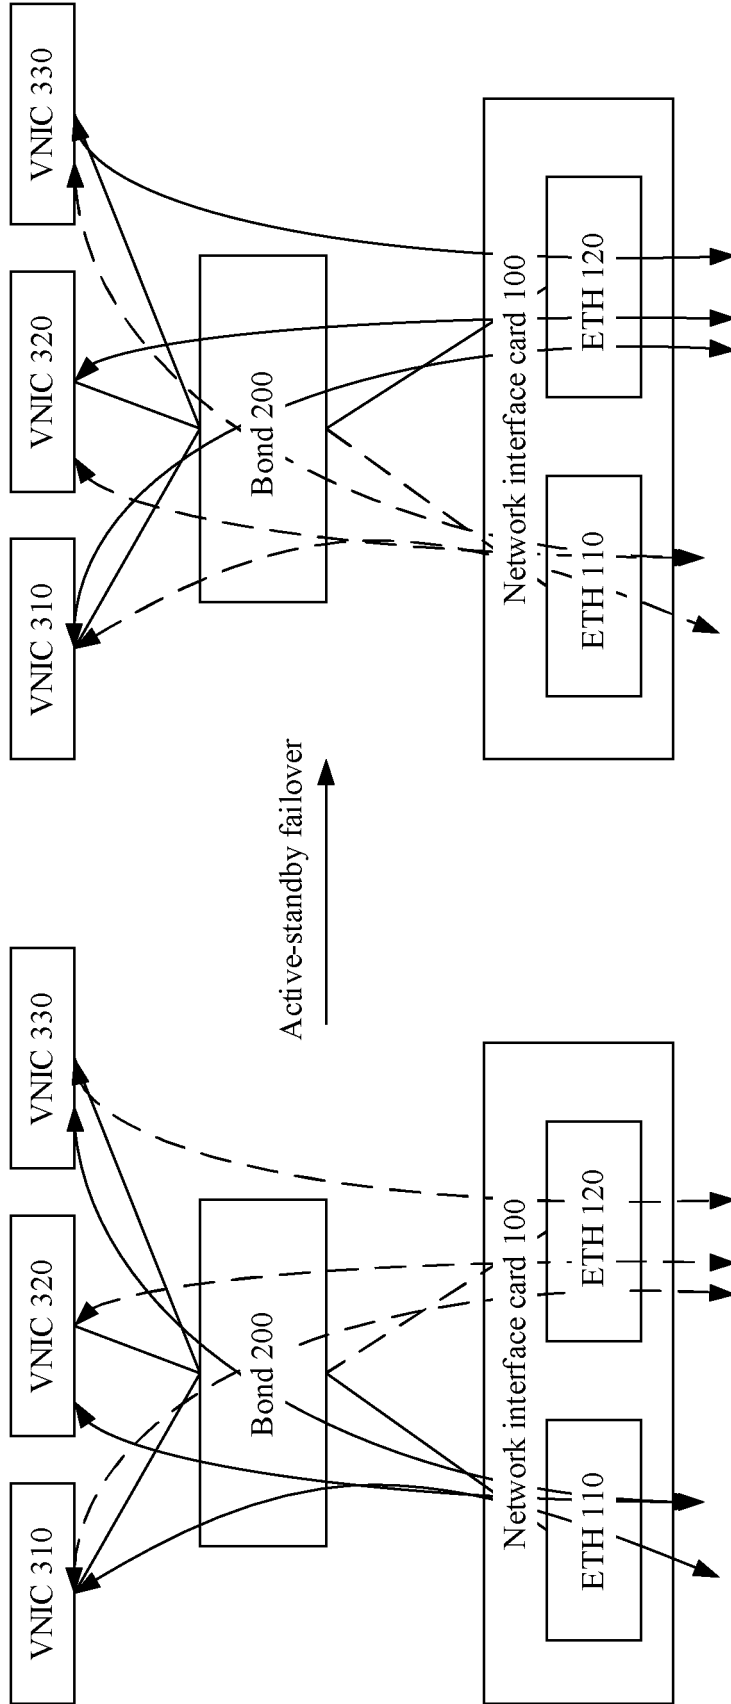 VNIC 310
VNIC 320
VNIC 330
Bond 200
Network interface card 100
ETH 110
ETH 120
Active-standby failover
VNIC 310
VNIC 320
VNIC 330
Bond 200
Network interface card 100
ETH 110
ETH 120